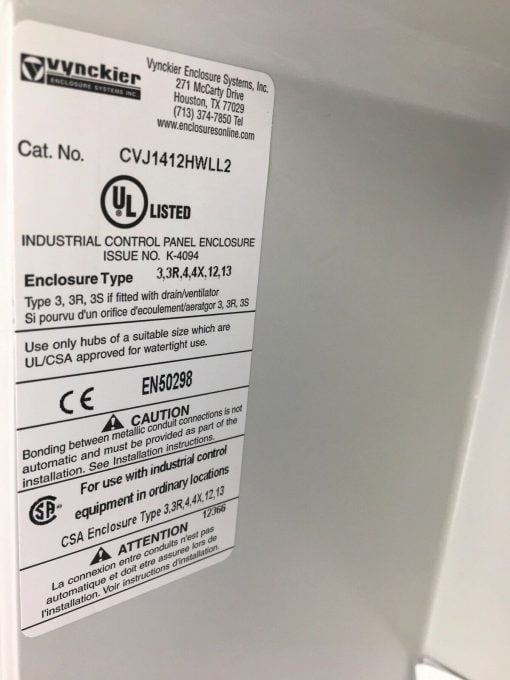 vynckier
ENCLOSURE SYSTEMS INC.
Vynckier Enclosure Systems, Inc.
271 McCarty Drive
Houston, TX 77029
(713) 374-7850 Tel
www.enclosuresonline.com
Cat. No. CVJ1412HWLL2
UL LISTED
INDUSTRIAL CONTROL PANEL ENCLOSURE
ISSUE NO. K-4094
Enclosure Type 3,3R,4,4X,12,13
Type 3, 3R, 3S if fitted with drain/ventilator
Si pourvu d'un orifice d'ecoulement/aeratgor 3, 3R, 3S
Use only hubs of a suitable size which are
UL/CSA approved for watertight use.
CE EN50298
CAUTION
Bonding between metallic conduit connections is not
automatic and must be provided as part of the
installation. See Installation instructions.
SA
For use with industrial control
equipment in ordinary locations
CSA Enclosure Type 3,3R,4,4X,12,13
12366
ATTENTION
La connexion entre conduits n'est pas
automatique et doit etre assuree lors de
l'installation. Voir instructions d'installation.